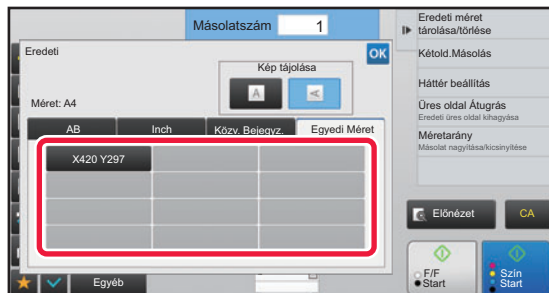 Másolatszám 1
Eredeti
OK
Kép tájolása
A A
Méret: A4
AB Inch Közv. Bejegyz. Egyedi Méret
X420 Y297
Egyéb
Eredeti méret
tárolása/törlése
Kétold.Másolás
Háttér beállítás
Üres oldal Átugrás
Eredeti üres oldal kihagyása
Méretarány
Másolat nagyítása/kicsinyítése
Előnézet CA
F/F
Start
Szín
Start